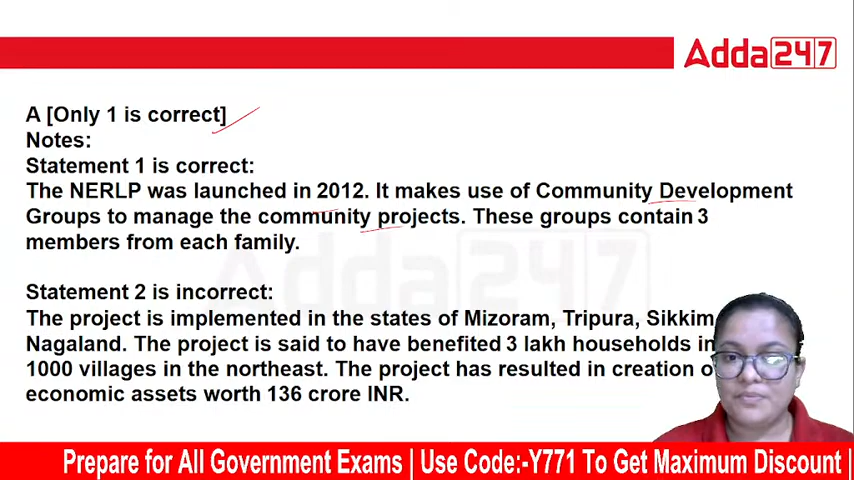 Adda247
A [Only 1 is correct]
Notes:
Statement 1 is correct:
The NERLP was launched in 2012. It makes use of Community Development
Groups to manage the community projects. These groups contain 3
members from each family.
Statement 2 is incorrect:
The project is implemented in the states of Mizoram, Tripura, Sikkim
Nagaland. The project is said to have benefited 3 lakh households in
1000 villages in the northeast. The project has resulted in creation
economic assets worth 136 crore INR.
Prepare for All Government Exams | Use Code:-Y771 To Get Maximum Discount |